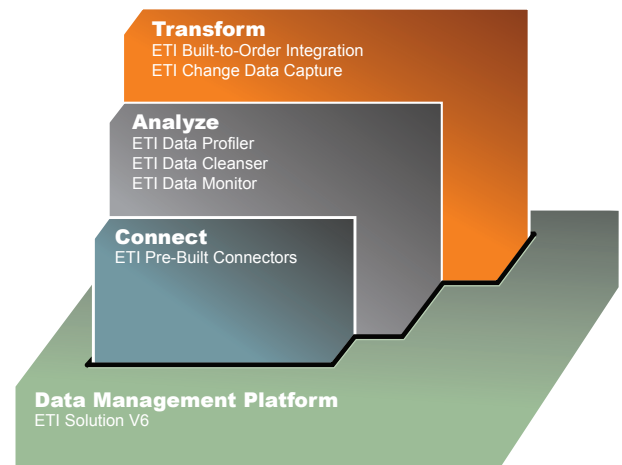 Transform
ETI Built-to-Order Integration
ETI Change Data Capture
Analyze
ETI Data Profiler
ETI Data Cleanser
ETI Data Monitor
Connect
ETI Pre-Built Connectors
Data Management Platform
ETI Solution V6